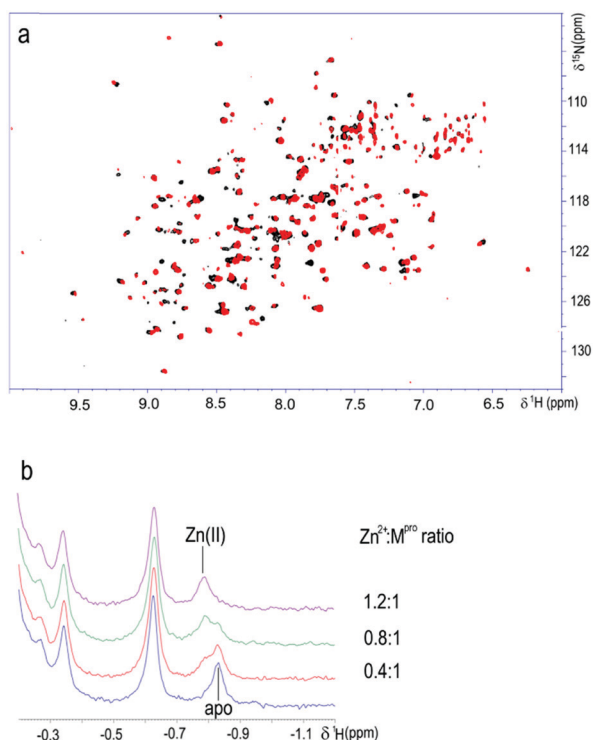 a
δ¹⁵N(ppm)
110
114
118
122
126
130
9.5 9.0 8.5 8.0 7.5 7.0 6.5 δ¹H (ppm)
b
Zn(II)
Zn²⁺:Mᵖʳᵒ ratio
1.2:1
0.8:1
0.4:1
apo
-0.3 -0.5 -0.7 -0.9 -1.1 δ¹H(ppm)